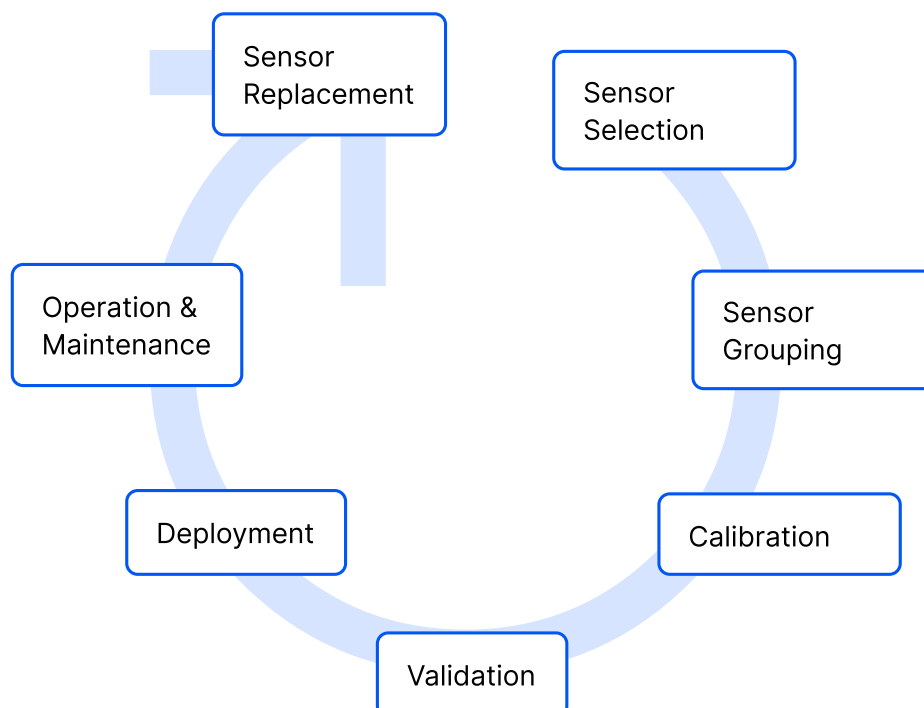 Sensor
Replacement
Sensor
Selection
Operation &
Maintenance
Sensor
Grouping
Deployment
Calibration
Validation